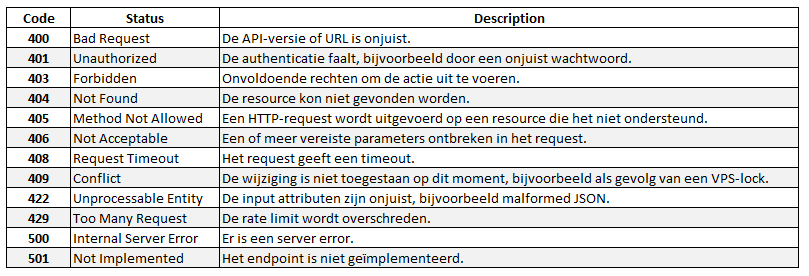 Code Status Description
400 Bad Request De API-versie of URL is onjuist.
401 Unauthorized De authenticatie faalt, bijvoorbeeld door een onjuist wachtwoord.
403 Forbidden Onvoldoende rechten om de actie uit te voeren.
404 Not Found De resource kon niet gevonden worden.
405 Method Not Allowed Een HTTP-request wordt uitgevoerd op een resource die het niet ondersteund.
406 Not Acceptable Een of meer vereiste parameters ontbreken in het request.
408 Request Timeout Het request geeft een timeout.
409 Conflict De wijziging is niet toegestaan op dit moment, bijvoorbeeld als gevolg van een VPS-lock.
422 Unprocessable Entity De input attributen zijn onjuist, bijvoorbeeld malformed JSON.
429 Too Many Request De rate limit wordt overschreden.
500 Internal Server Error Er is een server error.
501 Not Implemented Het endpoint is niet geïmplementeerd.